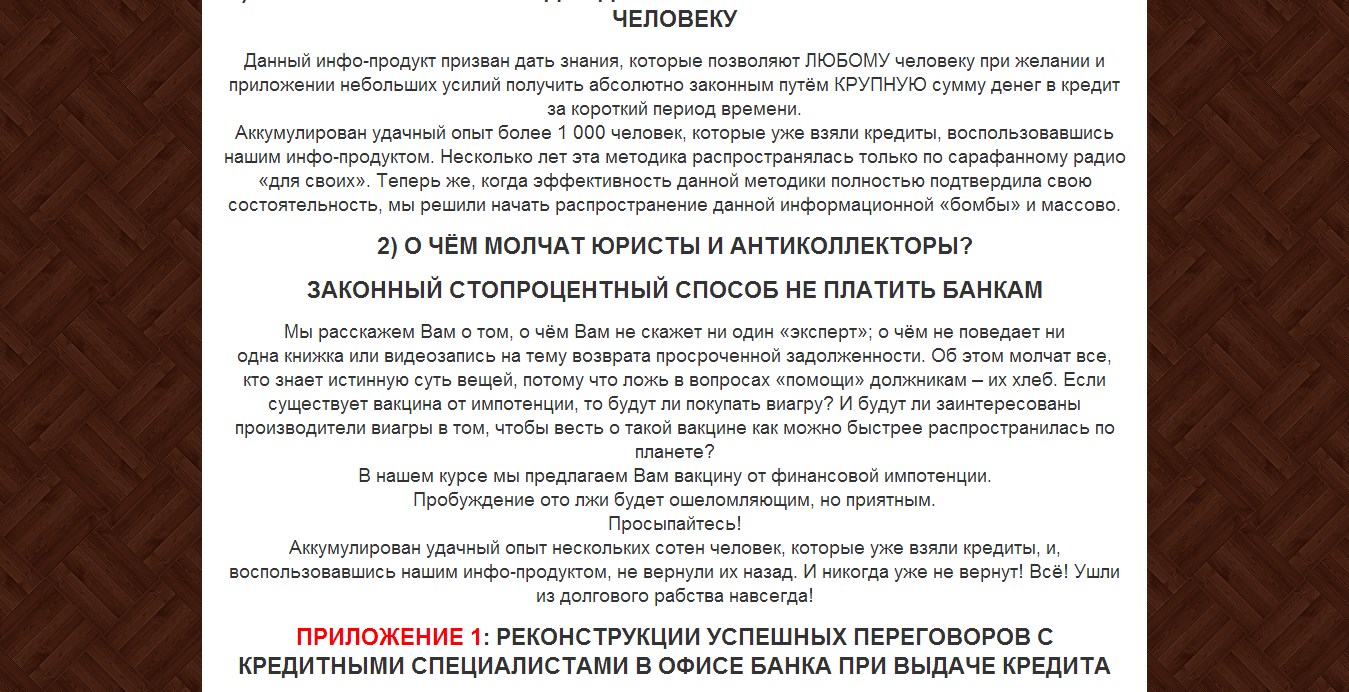 ЧЕЛОВЕКУ
Данный инфо-продукт призван дать знания, которые позволяют ЛЮБОМУ человеку при желании и
приложении небольших усилий получить абсолютно законным путём КРУПНУЮ сумму денег в кредит
за короткий период времени.
Аккумулирован удачный опыт более 1 000 человек, которые уже взяли кредиты, воспользовавшись
нашим инфо-продуктом. Несколько лет эта методика распространялась только по сарафанному радио
«для своих». Теперь же, когда эффективность данной методики полностью подтвердила свою
состоятельность, мы решили начать распространение данной информационной «бомбы» и массово.
2) О ЧЁМ МОЛЧАТ ЮРИСТЫ И АНТИКОЛЛЕКТОРЫ?
ЗАКОННЫЙ СТОПРОЦЕНТНЫЙ СПОСОБ НЕ ПЛАТИТЬ БАНКАМ
Мы расскажем Вам о том, о чём Вам не скажет ни один «эксперт»; о чём не поведает ни
одна книжка или видеозапись на тему возврата просроченной задолженности. Об этом молчат все,
кто знает истинную суть вещей, потому что ложь в вопросах «помощи» должникам – их хлеб. Если
существует вакцина от импотенции, то будут ли покупать виагру? И будут ли заинтересованы
производители виагры в том, чтобы весть о такой вакцине как можно быстрее распространилась по
планете?
В нашем курсе мы предлагаем Вам вакцину от финансовой импотенции.
Пробуждение ото лжи будет ошеломляющим, но приятным.
Просыпайтесь!
Аккумулирован удачный опыт нескольких сотен человек, которые уже взяли кредиты, и,
воспользовавшись нашим инфо-продуктом, не вернули их назад. И никогда уже не вернут! Всё! Ушли
из долгового рабства навсегда!
ПРИЛОЖЕНИЕ 1: РЕКОНСТРУКЦИИ УСПЕШНЫХ ПЕРЕГОВОРОВ С
КРЕДИТНЫМИ СПЕЦИАЛИСТАМИ В ОФИСЕ БАНКА ПРИ ВЫДАЧЕ КРЕДИТА